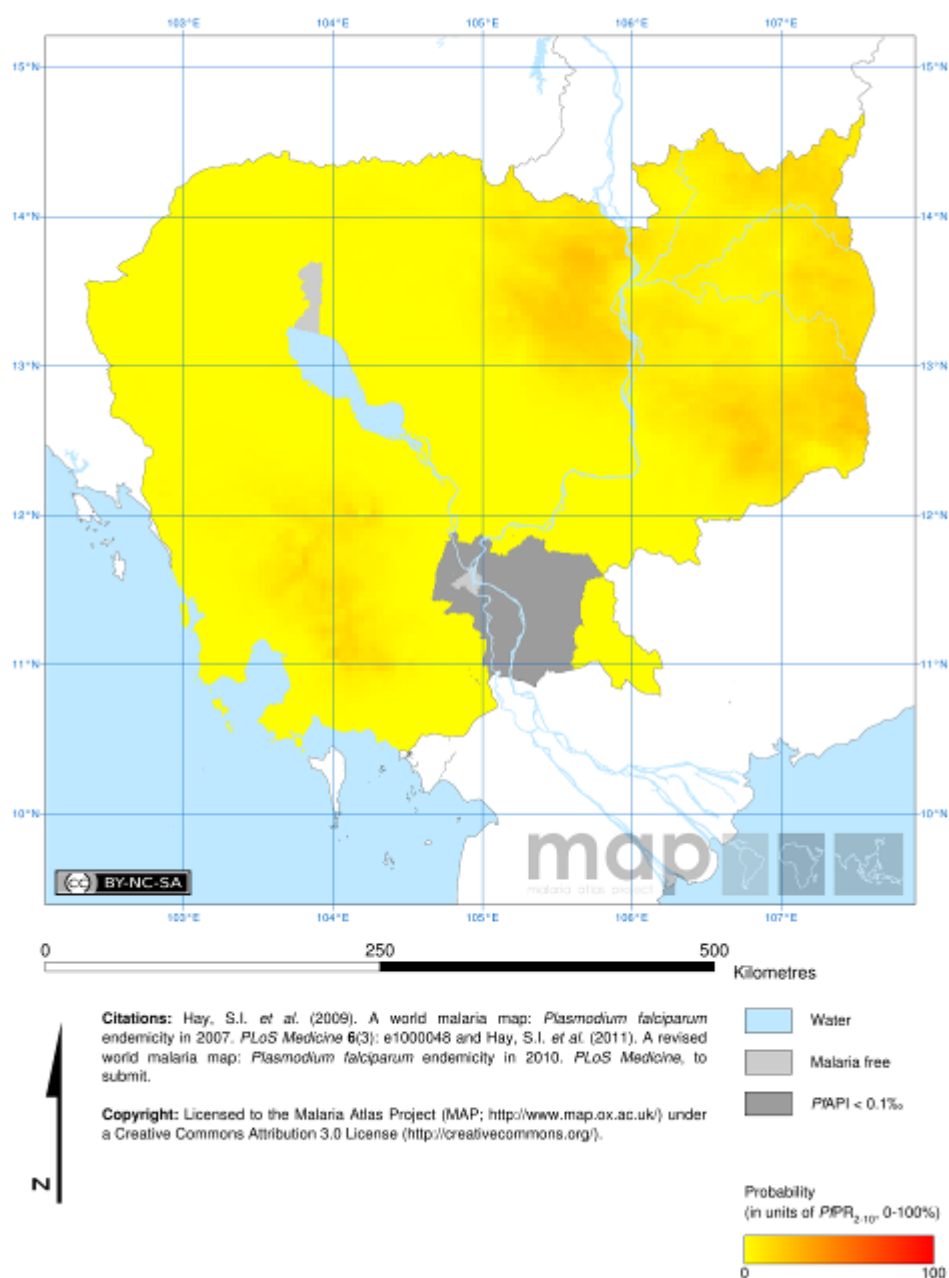 103°E 104°E 105°E 106°E 107°E
15°N 15°N
14°N 14°N
13°N 13°N
12°N 12°N
11°N 11°N
10°N 10°N
map
malaria atlas project
CC BY-NC-SA
103°E 104°E 105°E 106°E 107°E
0 250 500
Kilometres
Citations: Hay, S.I. et al. (2009). A world malaria map: Plasmodium falciparum
endemicity in 2007. PLoS Medicine 6(3): e1000048 and Hay, S.I. et al. (2011). A revised
world malaria map: Plasmodium falciparum endemicity in 2010. PLoS Medicine, to
submit.
Copyright: Licensed to the Malaria Atlas Project (MAP; http://www.map.ox.ac.uk/) under
a Creative Commons Attribution 3.0 License (http://creativecommons.org/).
N
Water
Malaria free
PfAPI < 0.1‰
Probability
(in units of PfPR2-10, 0-100%)
0 100